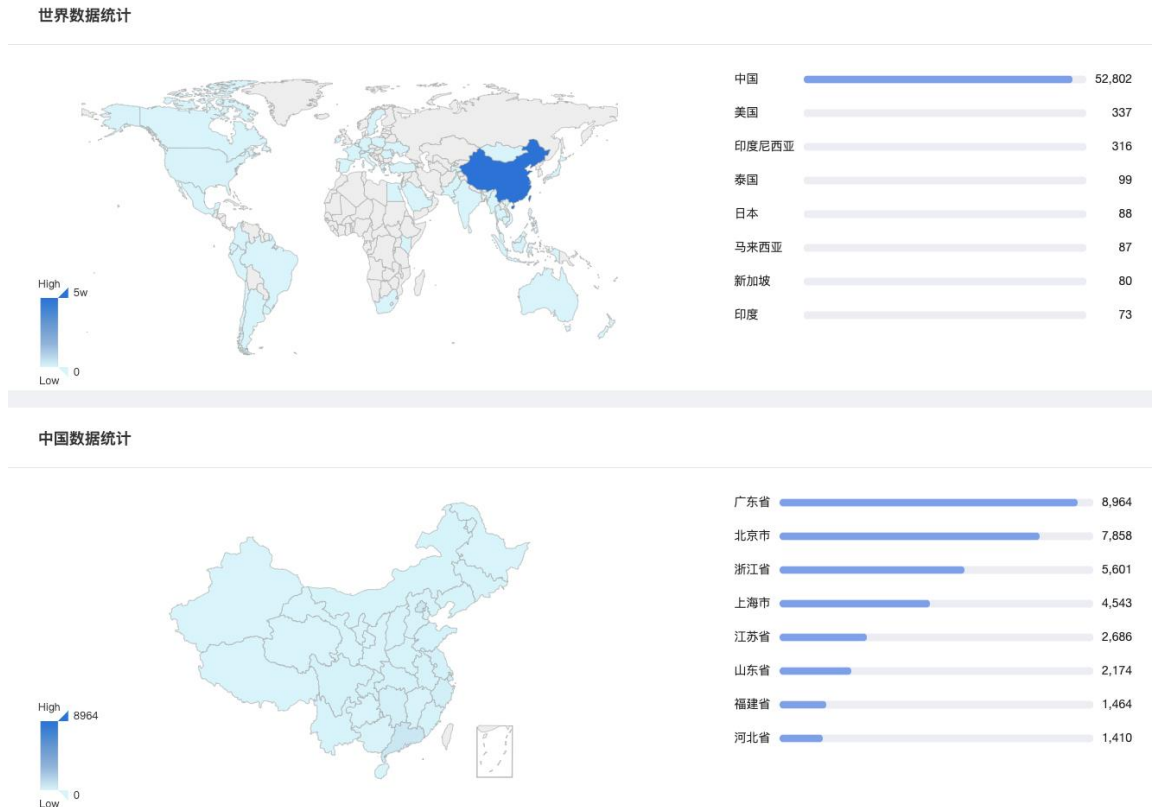 世界数据统计
中国 52,802
美国 337
印度尼西亚 316
泰国 99
日本 88
马来西亚 87
新加坡 80
印度 73
High
5w
0
Low
中国数据统计
广东省 8,964
北京市 7,858
浙江省 5,601
上海市 4,543
江苏省 2,686
山东省 2,174
福建省 1,464
河北省 1,410
High
8964
0
Low